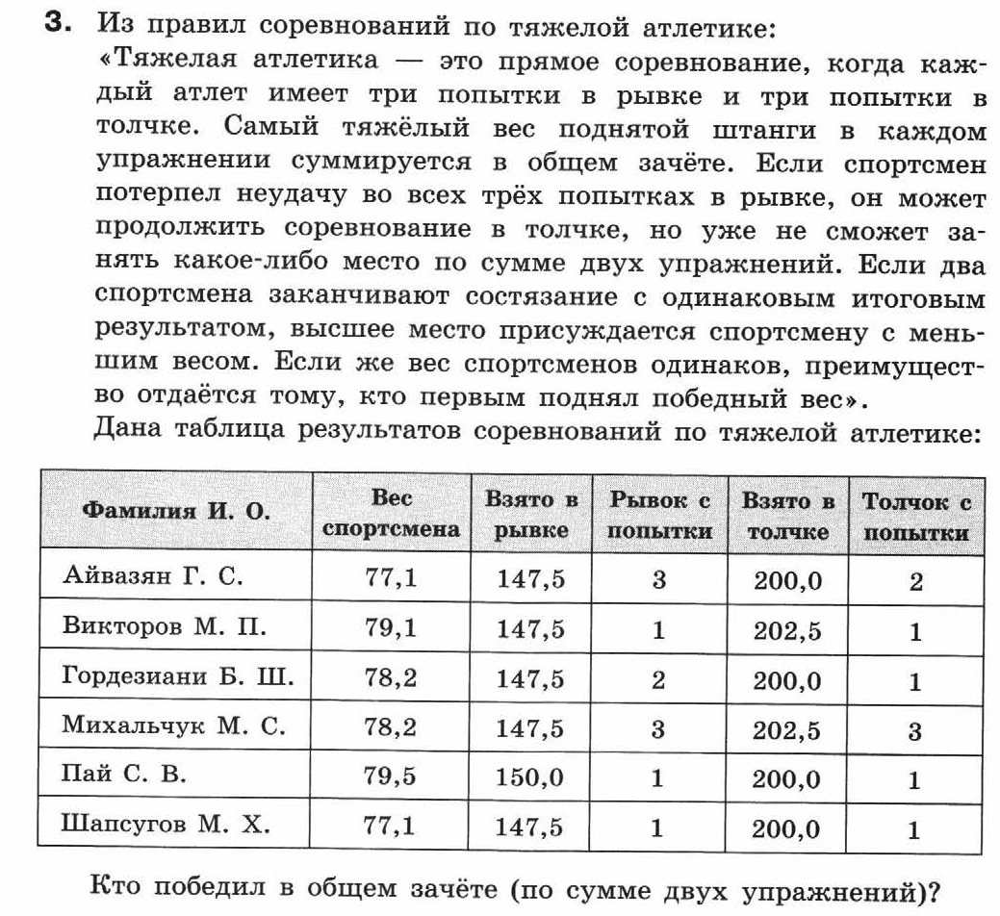 3. Из правил соревнований по тяжелой атлетике:
«Тяжелая атлетика — это прямое соревнование, когда каж-
дый атлет имеет три попытки в рывке и три попытки в
толчке. Самый тяжёлый вес поднятой штанги в каждом
упражнении суммируется в общем зачёте. Если спортсмен
потерпел неудачу во всех трёх попытках в рывке, он может
продолжить соревнование в толчке, но уже не сможет за-
нять какое-либо место по сумме двух упражнений. Если два
спортсмена заканчивают состязание с одинаковым итоговым
результатом, высшее место присуждается спортсмену с мень-
шим весом. Если же вес спортсменов одинаков, преимущест-
во отдаётся тому, кто первым поднял победный вес».
Дана таблица результатов соревнований по тяжелой атлетике:
Фамилия И. О. Вес спортсмена Взято в рывке Рывок с попытки Взято в толчке Толчок с попытки
Айвазян Г. С. 77,1 147,5 3 200,0 2
Викторов М. П. 79,1 147,5 1 202,5 1
Гордезиани Б. Ш. 78,2 147,5 2 200,0 1
Михальчук М. С. 78,2 147,5 3 202,5 3
Пай С. В. 79,5 150,0 1 200,0 1
Шапсугов М. Х. 77,1 147,5 1 200,0 1
Кто победил в общем зачёте (по сумме двух упражнений)?